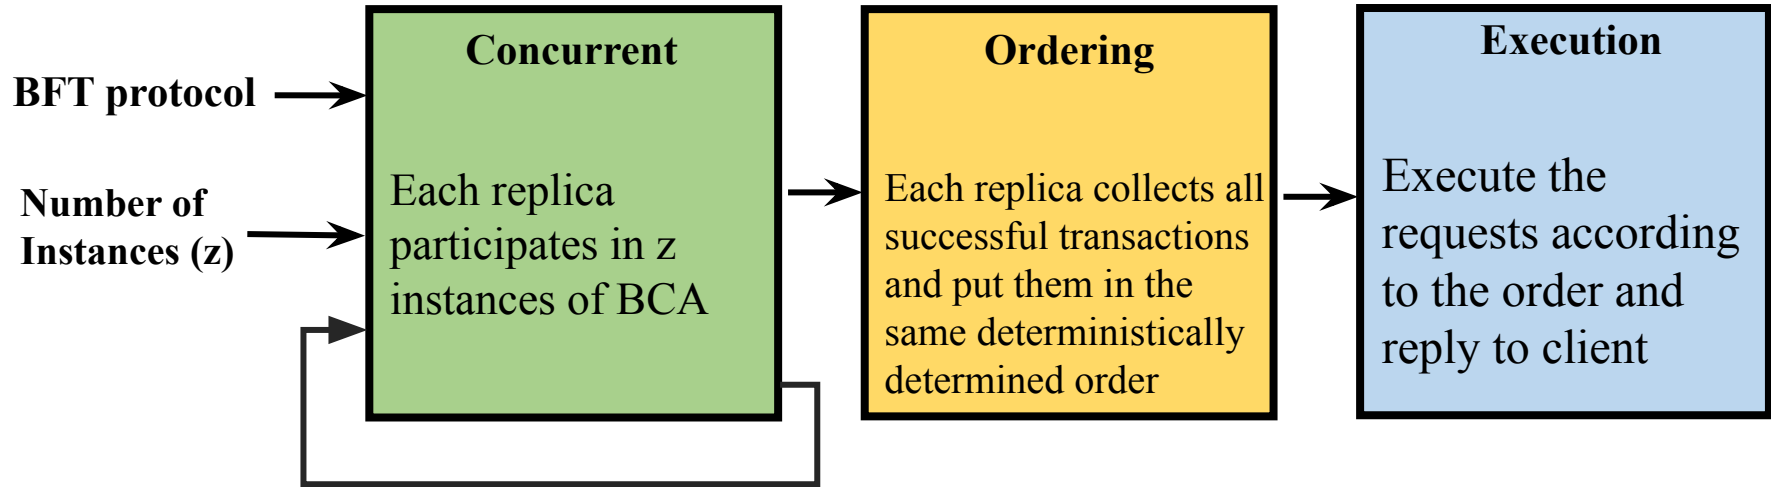 BFT protocol
Number of
Instances (z)
Concurrent
Each replica
participates in z
instances of BCA
Ordering
Each replica collects all
successful transactions
and put them in the
same deterministically
determined order
Execution
Execute the
requests according
to the order and
reply to client